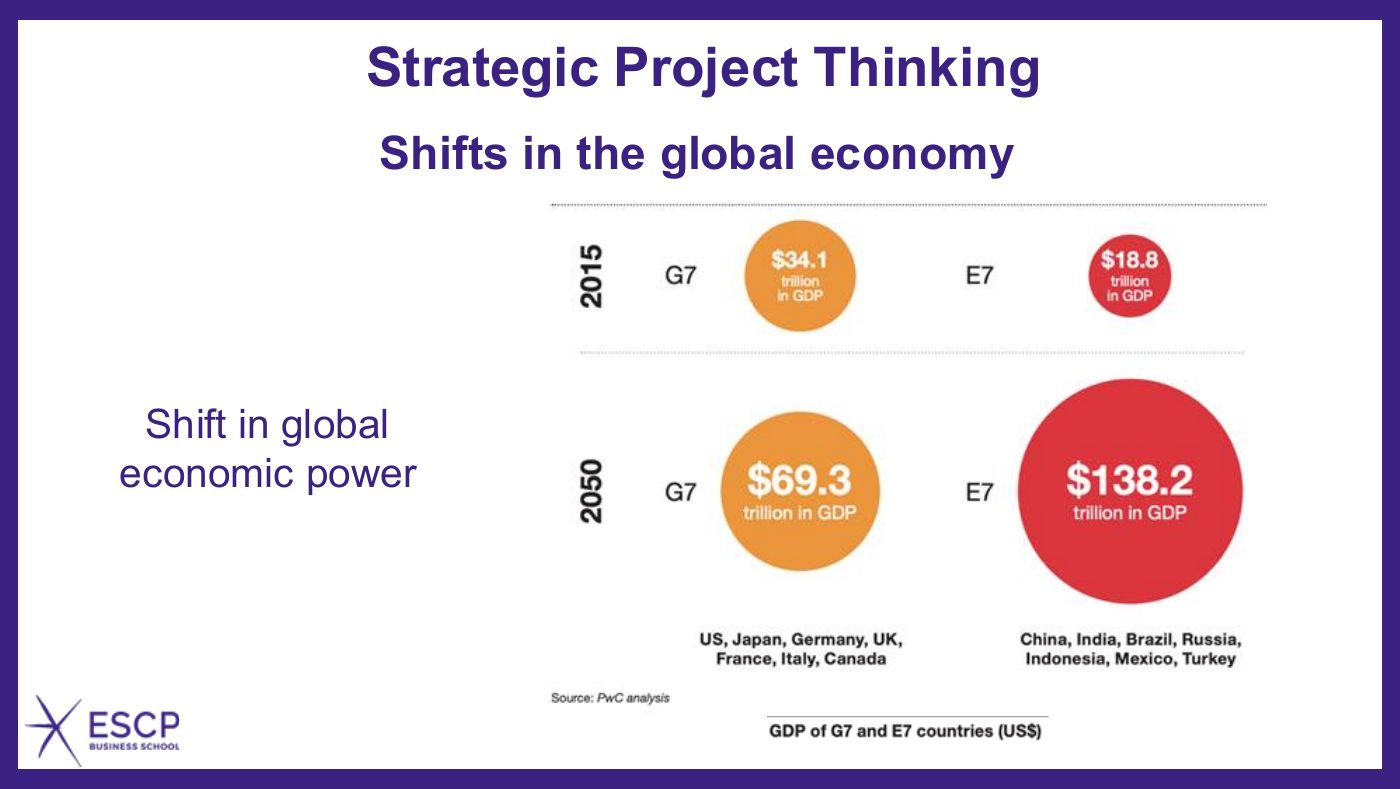 Strategic Project Thinking
Shifts in the global economy
Shift in global
economic power
2015
G7
$34.1
trillion
in GDP
E7
$18.8
trillion
in GDP
2050
G7
$69.3
trillion in GDP
E7
$138.2
trillion in GDP
US, Japan, Germany, UK,
France, Italy, Canada
China, India, Brazil, Russia,
Indonesia, Mexico, Turkey
Source: PwC analysis
GDP of G7 and E7 countries (US$)
ESCP
BUSINESS SCHOOL